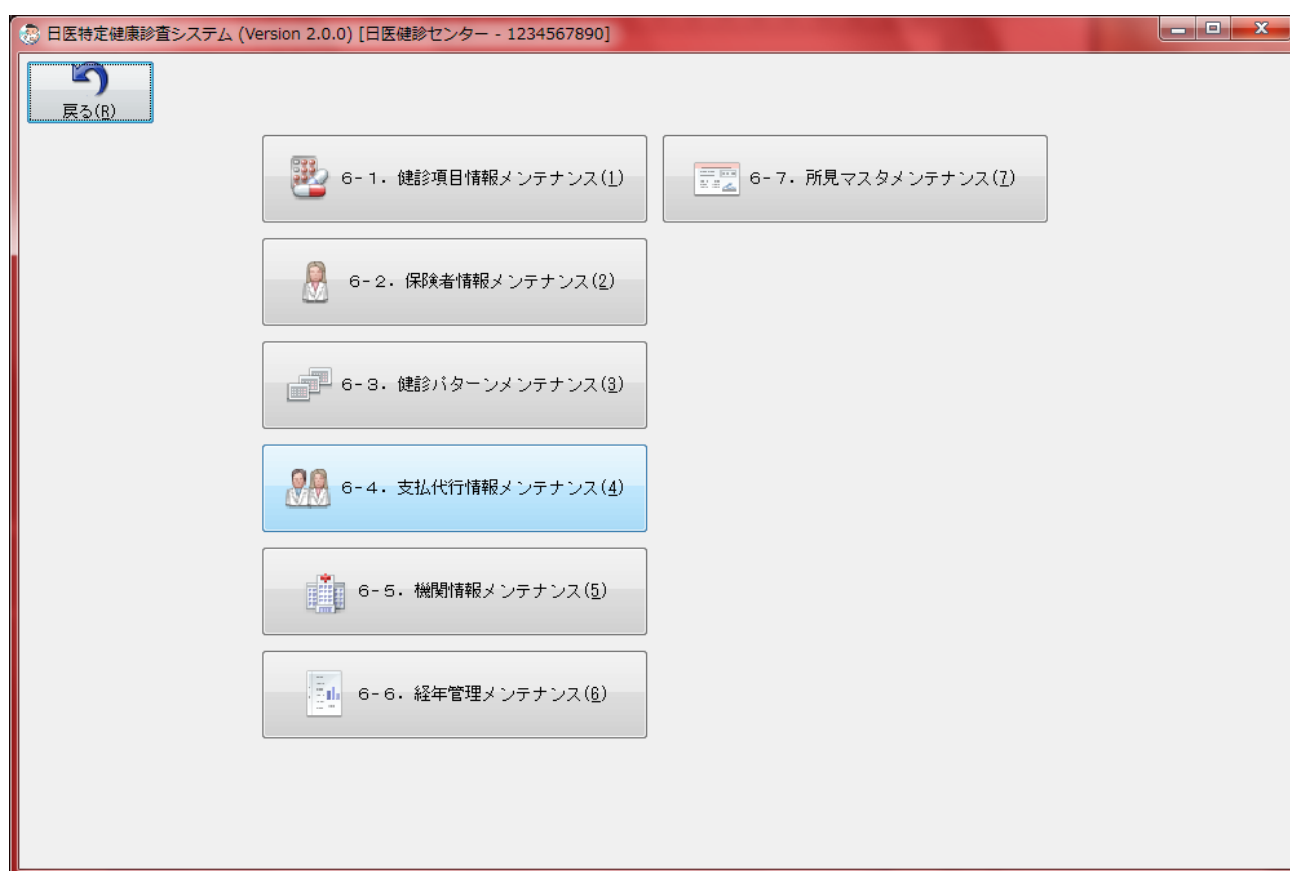 日医特定健康診査システム (Version 2.0.0) [日医健診センター - 1234567890]
戻る(R)
6-1. 健診項目情報メンテナンス(1)
6-7. 所見マスタメンテナンス(7)
6-2. 保険者情報メンテナンス(2)
6-3. 健診パターンメンテナンス(3)
6-4. 支払代行情報メンテナンス(4)
6-5. 機関情報メンテナンス(5)
6-6. 経年管理メンテナンス(6)